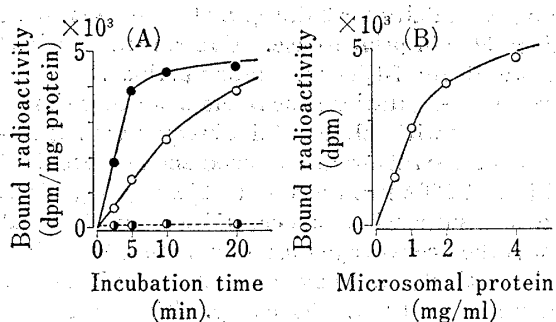 ×10³
(A)
5
0
0 5 10 20
Bound radioactivity
(dpm/mg protein)
Incubation time
(min)
×10³
(B)
5
0
0 1 2 4
Bound radioactivity
(dpm)
Microsomal protein
(mg/ml)